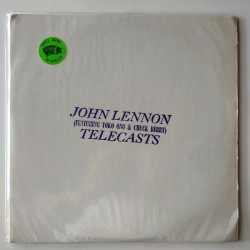 JOHN LENNON
(FEATURING YOKO ONO & CHUCK BERRY)
TELECASTS